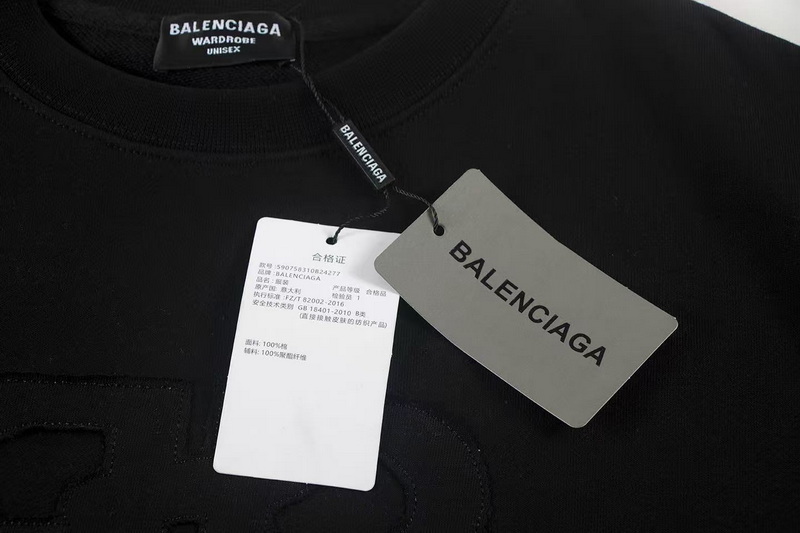 BALENCIAGA
WARDROBE
UNISEX
BALENCIAGA
合格证
款号:590758310824277
品牌:BALENCIAGA
品名:服装 产品等级 合格品
原产国:意大利 检验员 1
执行标准:FZ/T 82002-2016
安全技术类别 GB 18401-2010 B类
(直接接触皮肤的纺织产品)
面料:100%棉
辅料:100%聚酯纤维
BALENCIAGA